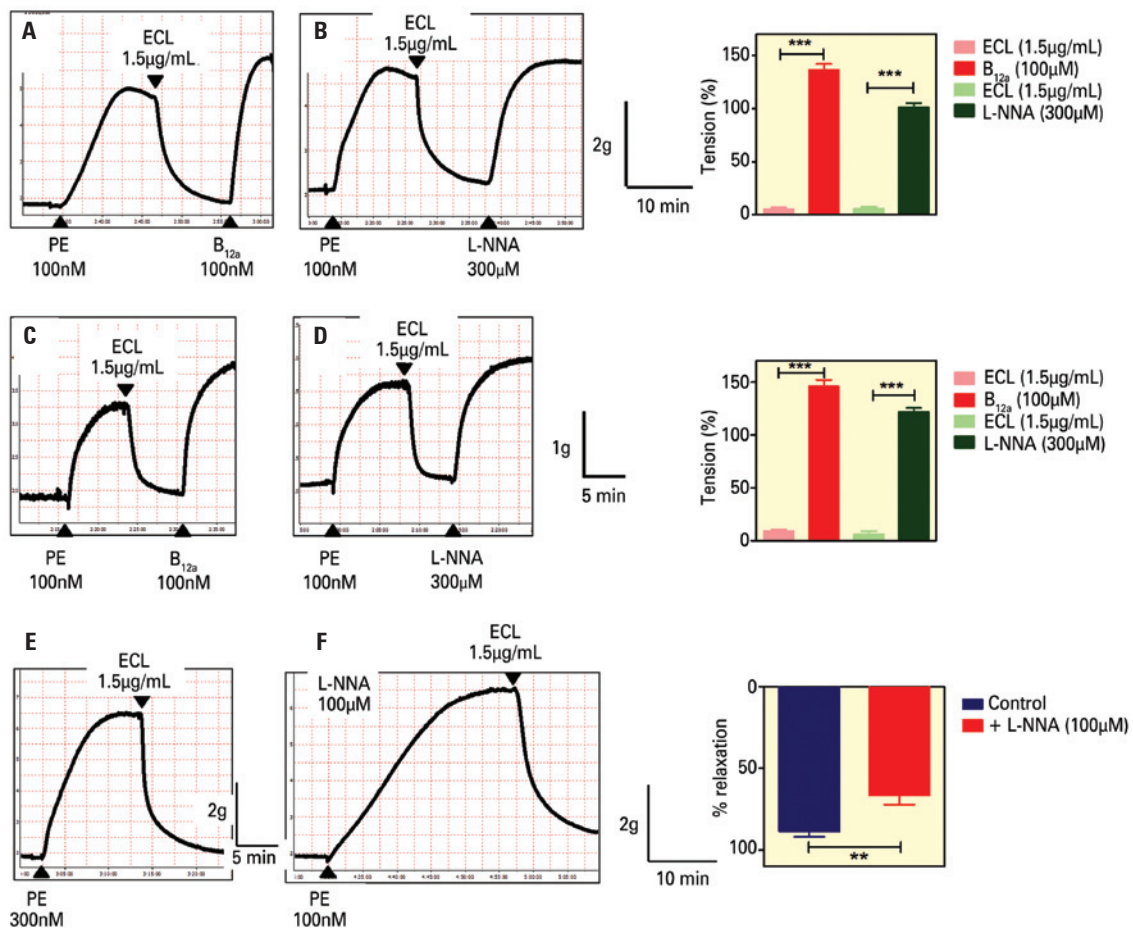 A
ECL
1.5µg/mL
PE
100nM
B12a
100nM
B
ECL
1.5µg/mL
PE
100nM
L-NNA
300µM
2g
10 min
Tension (%)
150
100
50
0
***
***
ECL (1.5µg/mL)
B12a (100µM)
ECL (1.5µg/mL)
L-NNA (300µM)
C
ECL
1.5µg/mL
PE
100nM
B12a
100nM
D
ECL
1.5µg/mL
PE
100nM
L-NNA
300µM
1g
5 min
Tension (%)
150
100
50
0
***
***
ECL (1.5µg/mL)
B12a (100µM)
ECL (1.5µg/mL)
L-NNA (300µM)
E
ECL
1.5µg/mL
PE
300nM
2g
5 min
F
L-NNA
100µM
ECL
1.5µg/mL
PE
100nM
2g
10 min
% relaxation
0
50
100
**
Control
+ L-NNA (100µM)